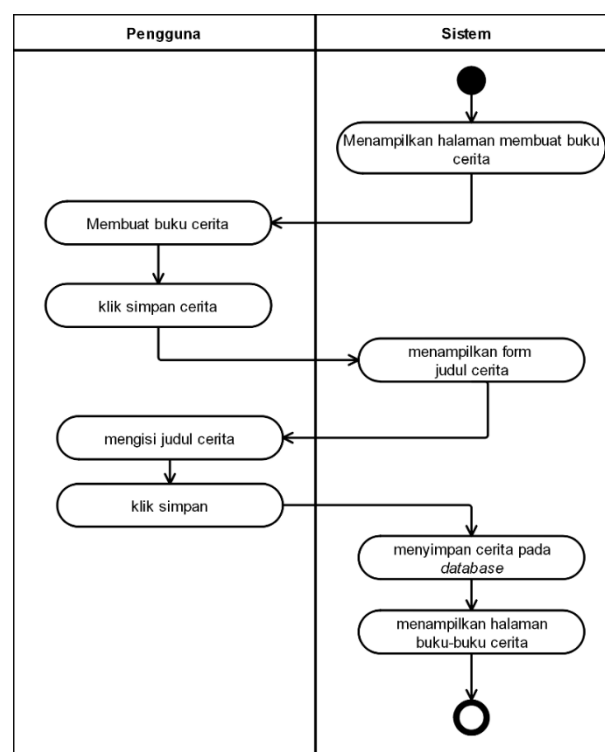 Pengguna
Sistem
Menampilkan halaman membuat buku
cerita
Membuat buku cerita
klik simpan cerita
menampilkan form
judul cerita
mengisi judul cerita
klik simpan
menyimpan cerita pada
database
menampilkan halaman
buku-buku cerita